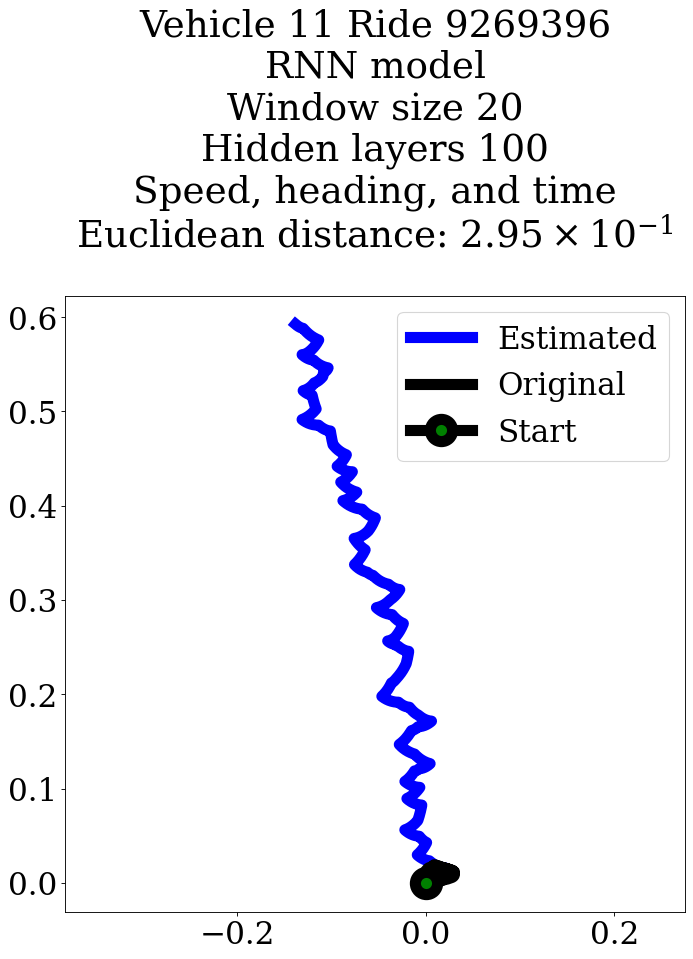 Vehicle 11 Ride 9269396
RNN model
Window size 20
Hidden layers 100
Speed, heading, and time
Euclidean distance: 2.95 × 10⁻¹
Estimated
Original
Start
0.6
0.5
0.4
0.3
0.2
0.1
0.0
−0.2 0.0 0.2